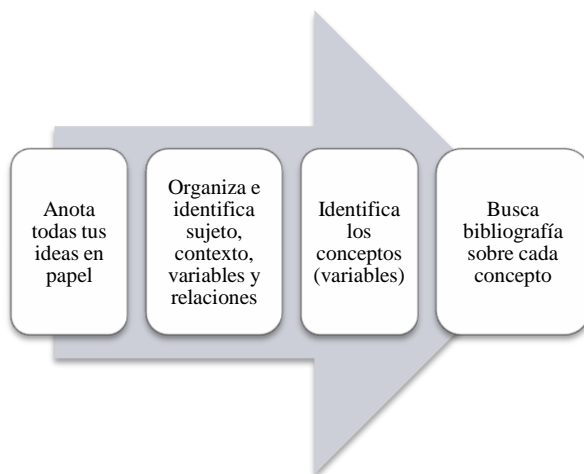 Anota
todas tus
ideas en
papel
Organiza e
identifica
sujeto,
contexto,
variables y
relaciones
Identifica
los
conceptos
(variables)
Busca
bibliografía
sobre cada
concepto